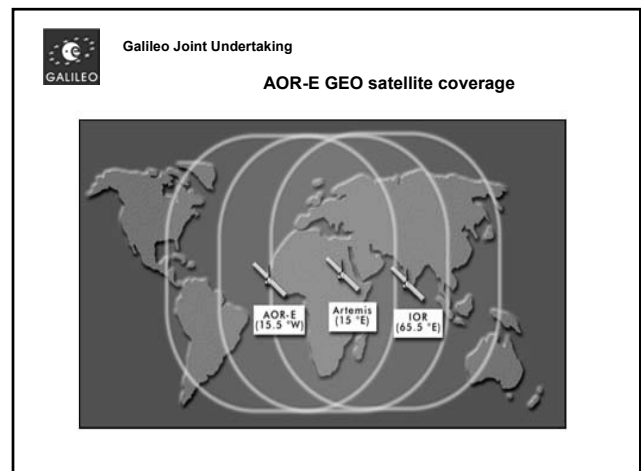 Galileo Joint Undertaking
GALILEO
AOR-E GEO satellite coverage
AOR-E
(15.5 °W)
Artemis
(15 °E)
IOR
(65.5 °E)